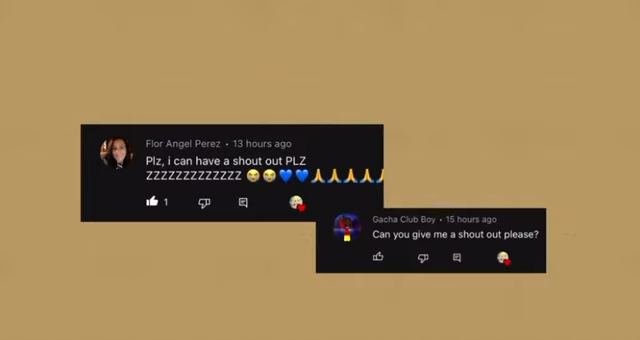 Flor Angel Perez • 13 hours ago
Plz, i can have a shout out PLZ
ZZZZZZZZZZZZZ 😭😭💙💙🙏🙏🙏🙏🙏
1
Gacha Club Boy • 15 hours ago
Can you give me a shout out please?